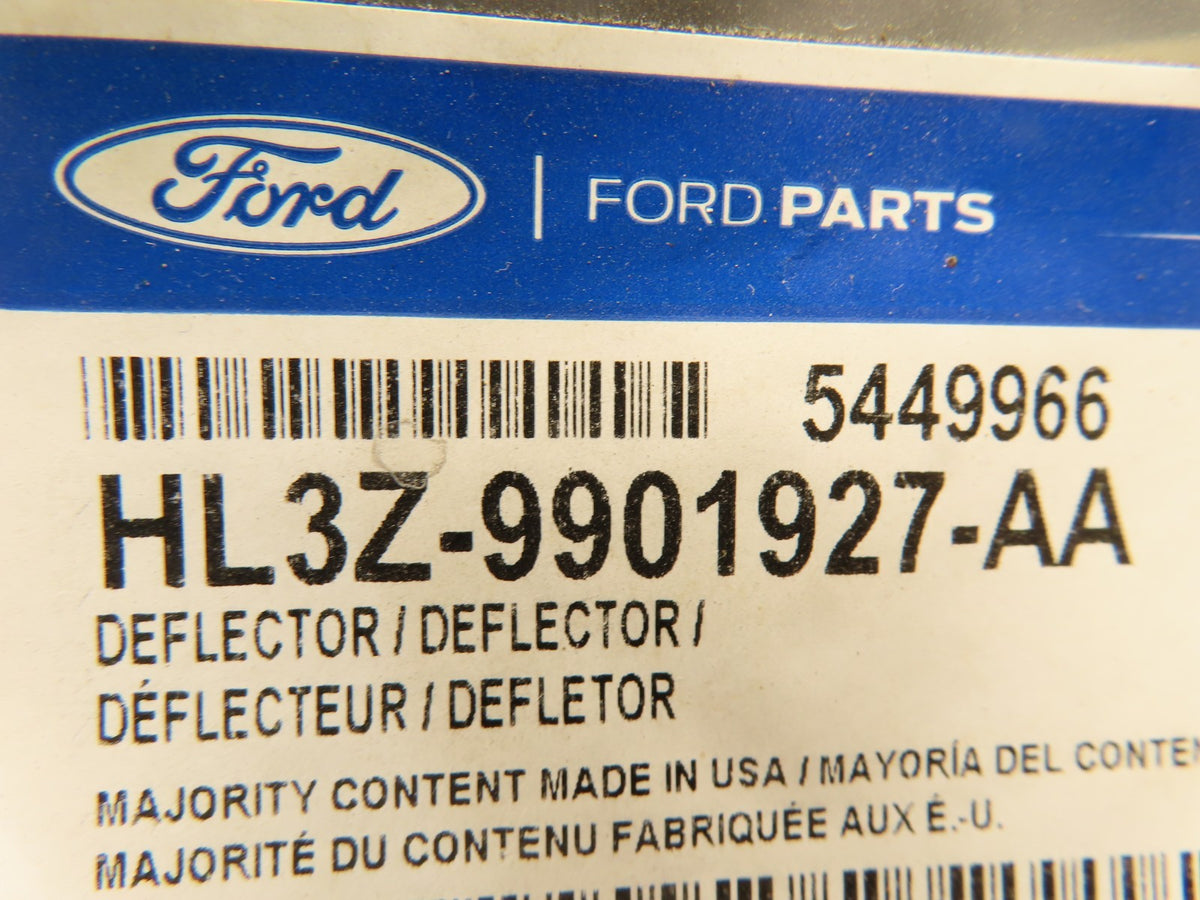 Ford | FORD PARTS
5449966
HL3Z-9901927-AA
DEFLECTOR / DEFLECTOR /
DÉFLECTEUR / DEFLETOR
MAJORITY CONTENT MADE IN USA / MAYORÍA DEL CONTEN
MAJORITÉ DU CONTENU FABRIQUÉE AUX É.-U.